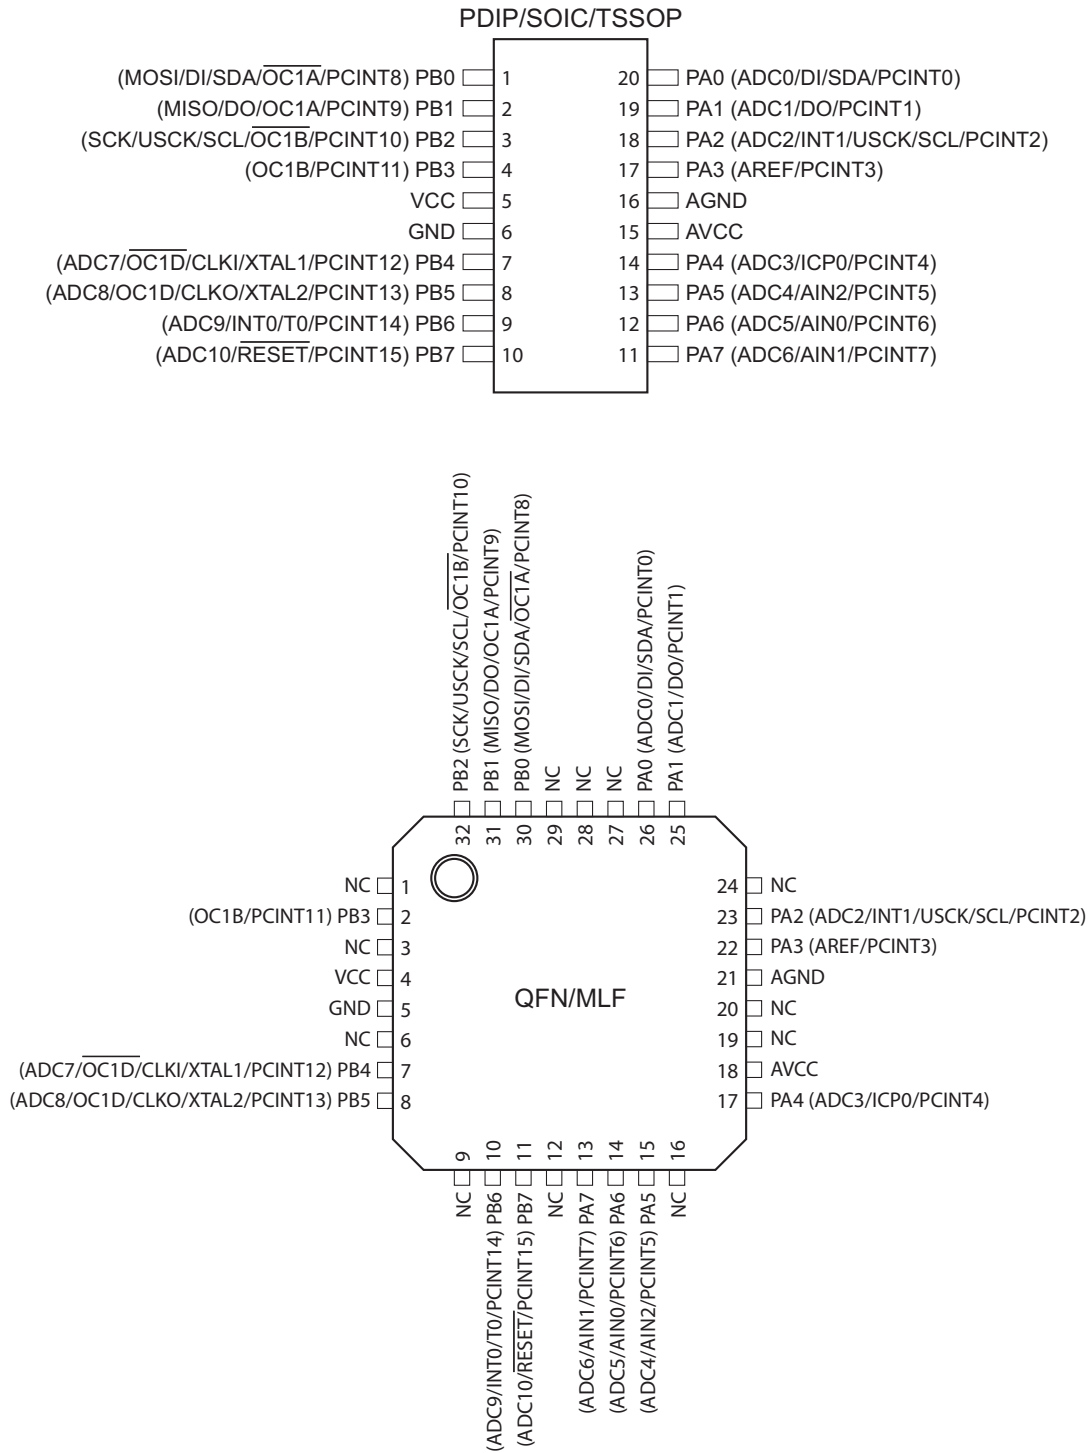 PDIP/SOIC/TSSOP
(MOSI/DI/SDA/OC1A/PCINT8) PB0 1 20 PA0 (ADC0/DI/SDA/PCINT0)
(MISO/DO/OC1A/PCINT9) PB1 2 19 PA1 (ADC1/DO/PCINT1)
(SCK/USCK/SCL/OC1B/PCINT10) PB2 3 18 PA2 (ADC2/INT1/USCK/SCL/PCINT2)
(OC1B/PCINT11) PB3 4 17 PA3 (AREF/PCINT3)
VCC 5 16 AGND
GND 6 15 AVCC
(ADC7/OC1D/CLKI/XTAL1/PCINT12) PB4 7 14 PA4 (ADC3/ICP0/PCINT4)
(ADC8/OC1D/CLKO/XTAL2/PCINT13) PB5 8 13 PA5 (ADC4/AIN2/PCINT5)
(ADC9/INT0/T0/PCINT14) PB6 9 12 PA6 (ADC5/AIN0/PCINT6)
(ADC10/RESET/PCINT15) PB7 10 11 PA7 (ADC6/AIN1/PCINT7)
PB2 (SCK/USCK/SCL/OC1B/PCINT10)
PB1 (MISO/DO/OC1A/PCINT9)
PB0 (MOSI/DI/SDA/OC1A/PCINT8)
NC
NC
NC
PA0 (ADC0/DI/SDA/PCINT0)
PA1 (ADC1/DO/PCINT1)
32 31 30 29 28 27 26 25
NC 1 24 NC
(OC1B/PCINT11) PB3 2 23 PA2 (ADC2/INT1/USCK/SCL/PCINT2)
NC 3 22 PA3 (AREF/PCINT3)
VCC 4 21 AGND
GND 5 QFN/MLF 20 NC
NC 6 19 NC
(ADC7/OC1D/CLKI/XTAL1/PCINT12) PB4 7 18 AVCC
(ADC8/OC1D/CLKO/XTAL2/PCINT13) PB5 8 17 PA4 (ADC3/ICP0/PCINT4)
9 10 11 12 13 14 15 16
NC
(ADC9/INT0/T0/PCINT14) PB6
(ADC10/RESET/PCINT15) PB7
NC
(ADC6/AIN1/PCINT7) PA7
(ADC5/AIN0/PCINT6) PA6
(ADC4/AIN2/PCINT5) PA5
NC